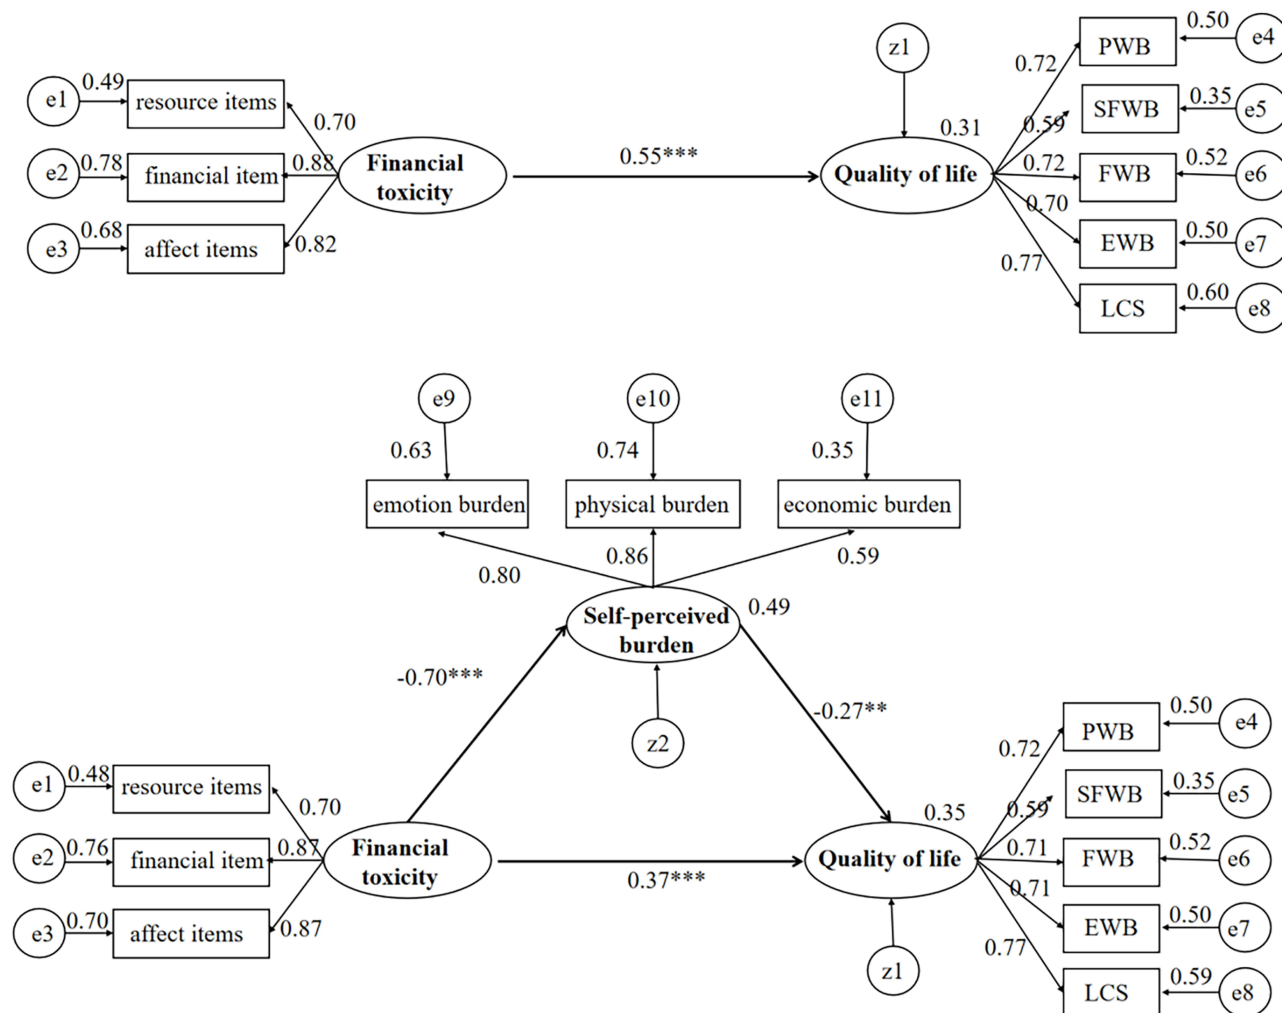 z1
0.50
e4
PWB
0.72
e1
0.49
resource items
0.70
SFWB
0.35
e5
0.59
0.31
e2
0.78
financial item
0.88
Financial
toxicity
0.55***
Quality of life
0.72
FWB
0.52
e6
e3
0.68
affect items
0.82
0.70
EWB
0.50
e7
0.77
LCS
0.60
e8
e9
e10
e11
0.63
0.74
0.35
emotion burden
physical burden
economic burden
0.80
0.86
0.59
Self-perceived
burden
0.49
-0.70***
-0.27**
z2
0.50
e4
PWB
0.72
e1
0.48
resource items
0.70
SFWB
0.35
e5
0.59
0.35
e2
0.76
financial item
0.87
Financial
toxicity
0.37***
Quality of life
0.71
FWB
0.52
e6
e3
0.70
affect items
0.87
0.71
EWB
0.50
e7
z1
0.77
LCS
0.59
e8